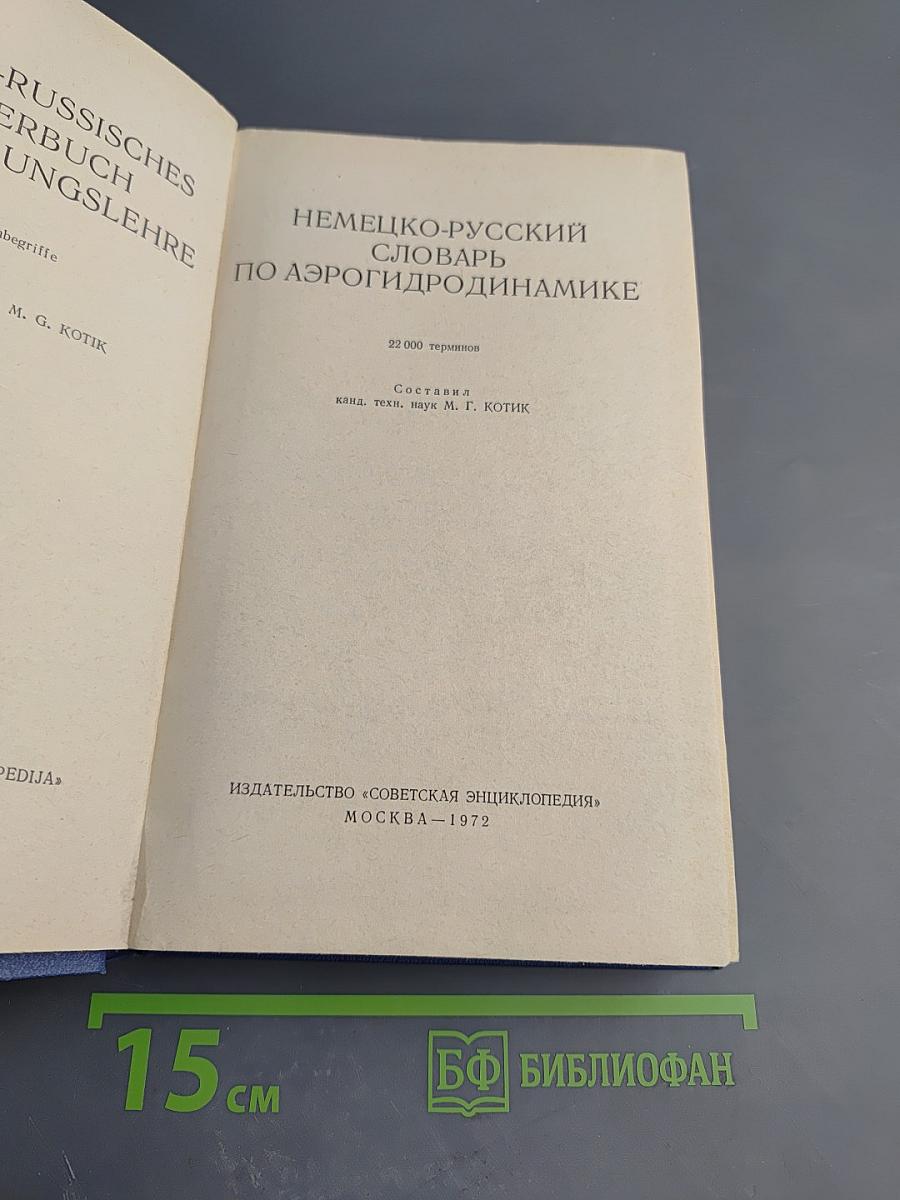 -RUSSISCHES
ERBUCH
UNGSLEHRE
begriffe
M. G. KOTIK
PEDIJA»
НЕМЕЦКО-РУССКИЙ
СЛОВАРЬ
ПО АЭРОГИДРОДИНАМИКЕ
22 000 терминов
Составил
канд. техн. наук М. Г. КОТИК
ИЗДАТЕЛЬСТВО «СОВЕТСКАЯ ЭНЦИКЛОПЕДИЯ»
МОСКВА—1972
15 см
БФ БИБЛИОФАН